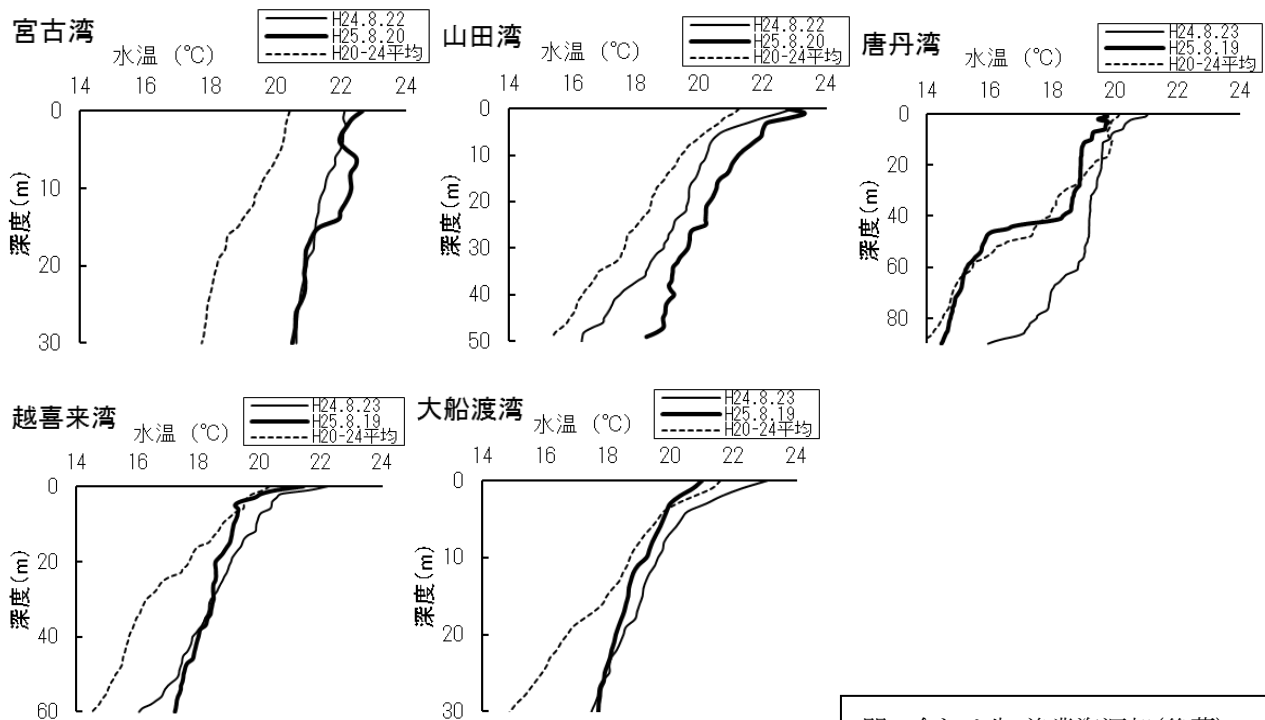 宮古湾
H24.8.22
H25.8.20
H20-24平均
水温 (℃)
14 16 18 20 22 24
0
10
20
30
深度(m)
山田湾
H24.8.22
H25.8.20
H20-24平均
水温 (℃)
14 16 18 20 22 24
0
10
20
30
40
50
深度(m)
唐丹湾
H24.8.23
H25.8.19
H20-24平均
水温 (℃)
14 16 18 20 22 24
0
20
40
60
80
深度(m)
越喜来湾
H24.8.23
H25.8.19
H20-24平均
水温 (℃)
14 16 18 20 22 24
0
20
40
60
深度(m)
大船渡湾
H24.8.23
H25.8.19
H20-24平均
水温 (℃)
14 16 18 20 22 24
0
10
20
30
深度(m)